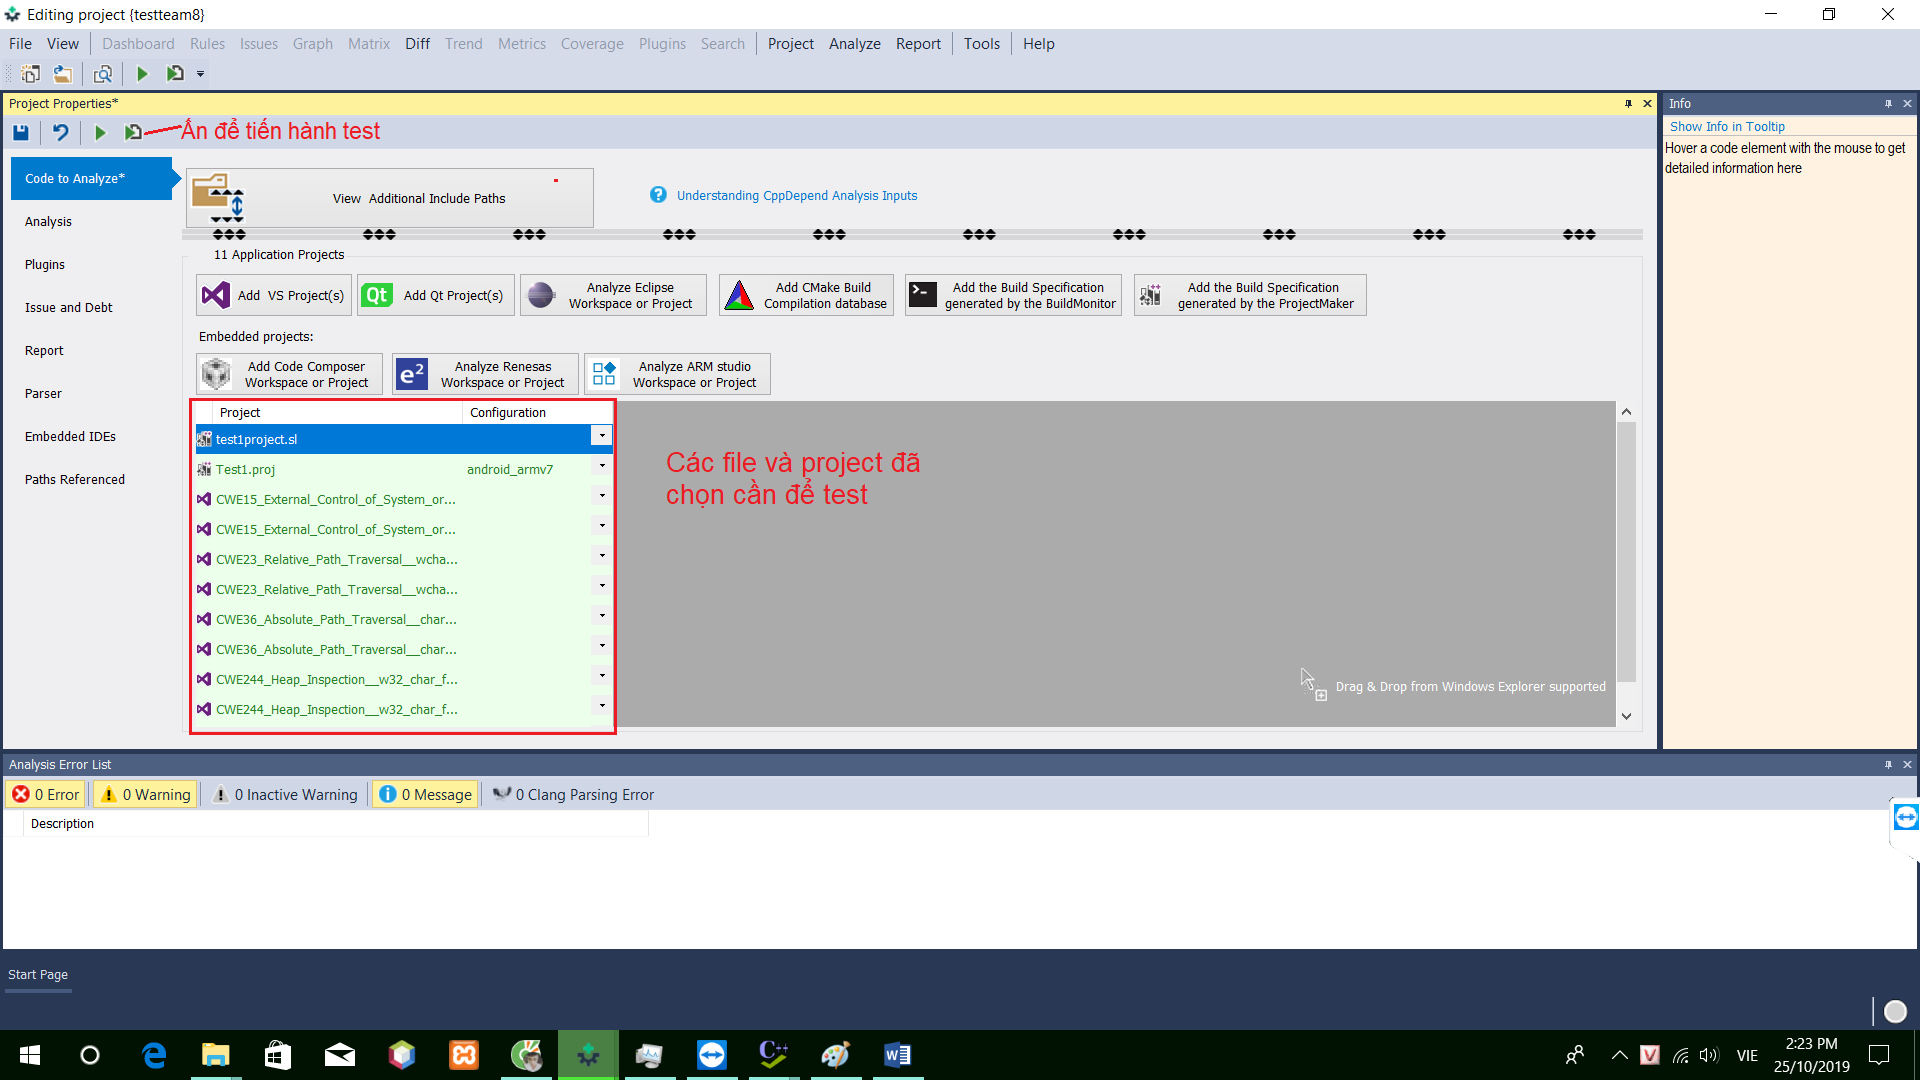 Editing project {testteam8}
File View Dashboard Rules Issues Graph Matrix Diff Trend Metrics Coverage Plugins Search Project Analyze Report Tools Help
Project Properties*
Ấn để tiến hành test
Info
Show Info in Tooltip
Hover a code element with the mouse to get
detailed information here
Code to Analyze*
Analysis
Plugins
Issue and Debt
Report
Parser
Embedded IDEs
Paths Referenced
View Additional Include Paths
Understanding CppDepend Analysis Inputs
11 Application Projects
Add VS Project(s)
Qt Add Qt Project(s)
Analyze Eclipse
Workspace or Project
Add CMake Build
Compilation database
Add the Build Specification
generated by the BuildMonitor
Add the Build Specification
generated by the ProjectMaker
Embedded projects:
Add Code Composer
Workspace or Project
e2 Analyze Renesas
Workspace or Project
Analyze ARM studio
Workspace or Project
Project Configuration
test1project.sl
Test1.proj android_armv7
CWE15_External_Control_of_System_or...
CWE15_External_Control_of_System_or...
CWE23_Relative_Path_Traversal__wcha...
CWE23_Relative_Path_Traversal__wcha...
CWE36_Absolute_Path_Traversal__char...
CWE36_Absolute_Path_Traversal__char...
CWE244_Heap_Inspection__w32_char_f...
CWE244_Heap_Inspection__w32_char_f...
Các file và project đã
chọn cần để test
Drag & Drop from Windows Explorer supported
Analysis Error List
0 Error 0 Warning 0 Inactive Warning 0 Message 0 Clang Parsing Error
Description
Start Page
VIE
2:23 PM
25/10/2019